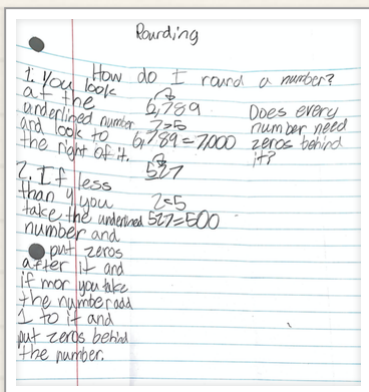 Rounding
How do I round a number?
1. You look
at the
underlined number
and look to
the right of it.
6,789
7>5
6,789=7,000
Does every
number need
zeros behind
it?
2. If less
than 4 you
take the underlined
number and
put zeros
after it and
if mor you take
the number add
1 to it and
put zeros behind
the number.
527
2<5
527=500